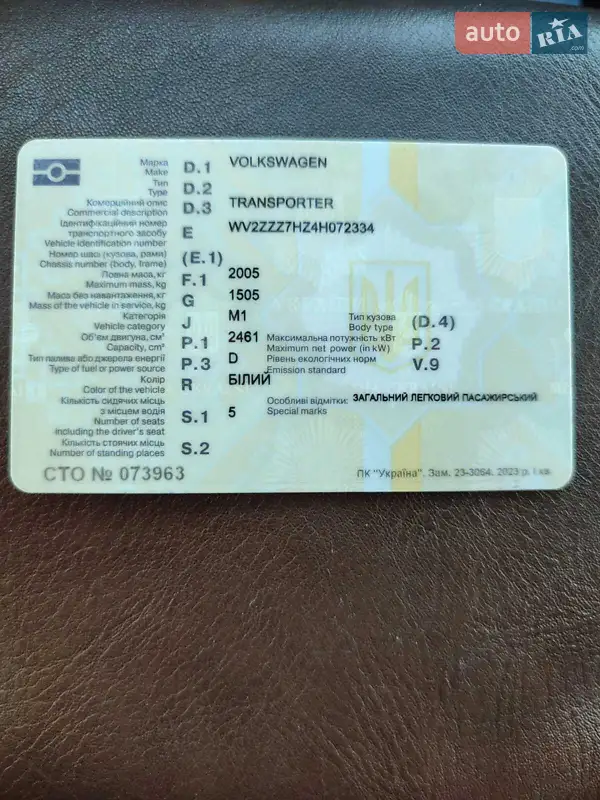 auto RIA .com
Марка D.1 VOLKSWAGEN
Make
Тип D.2
Type
Комерційний опис D.3 TRANSPORTER
Commercial description
Ідентифікаційний номер
транспортного засобу E WV2ZZZ7HZ4H072334
Vehicle identification number
Номер шасі (кузова, рами) (E.1)
Chassis number (body, frame)
Повна маса, кг F.1 2005
Maximum mass, kg
Маса без навантаження, кг G 1505
Mass of the vehicle in service, kg
Категорія J M1 Тип кузова (D.4)
Vehicle category Body type
Об'єм двигуна, см³ P.1 2461 Максимальна потужність кВт P.2
Capacity, cm³ Maximum net power (in kW)
Тип палива або джерела енергії P.3 D Рівень екологічних норм V.9
Type of fuel or power source Emission standard
Колір R БІЛИЙ
Color of the vehicle
Кількість сидячих місць Особливі відмітки: ЗАГАЛЬНИЙ ЛЕГКОВИЙ ПАСАЖИРСЬКИЙ
з місцем водія S.1 5 Special marks
Number of seats
including the driver's seat
Кількість стоячих місць S.2
Number of standing places
СТО № 073963 ПК "Україна". Зам. 23-3064. 2023 р. I кв.